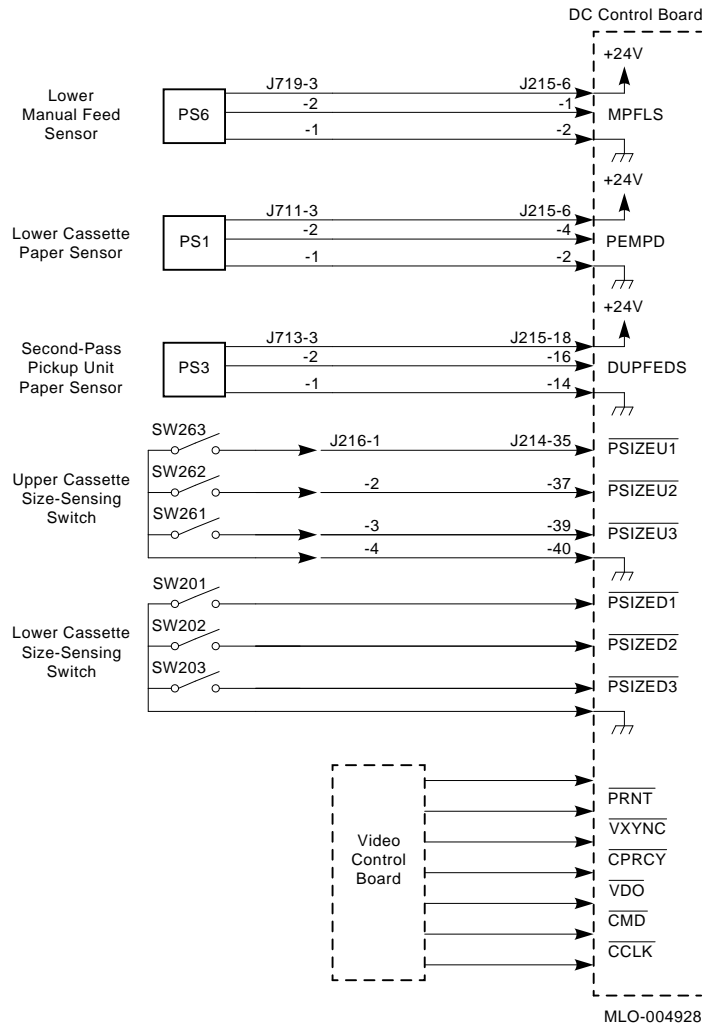 DC Control Board
+24V
Lower
Manual Feed
Sensor
PS6
J719-3
J215-6
-2
-1
MPFLS
-1
-2
+24V
Lower Cassette
Paper Sensor
PS1
J711-3
J215-6
-2
-4
PEMPD
-1
-2
+24V
Second-Pass
Pickup Unit
Paper Sensor
PS3
J713-3
J215-18
-2
-16
DUPFEDS
-1
-14
Upper Cassette
Size-Sensing
Switch
SW263
J216-1
J214-35
PSIZEU1
SW262
-2
-37
PSIZEU2
SW261
-3
-39
PSIZEU3
-4
-40
Lower Cassette
Size-Sensing
Switch
SW201
PSIZED1
SW202
PSIZED2
SW203
PSIZED3
Video
Control
Board
PRNT
VXYNC
CPRCY
VDO
CMD
CCLK
MLO-004928